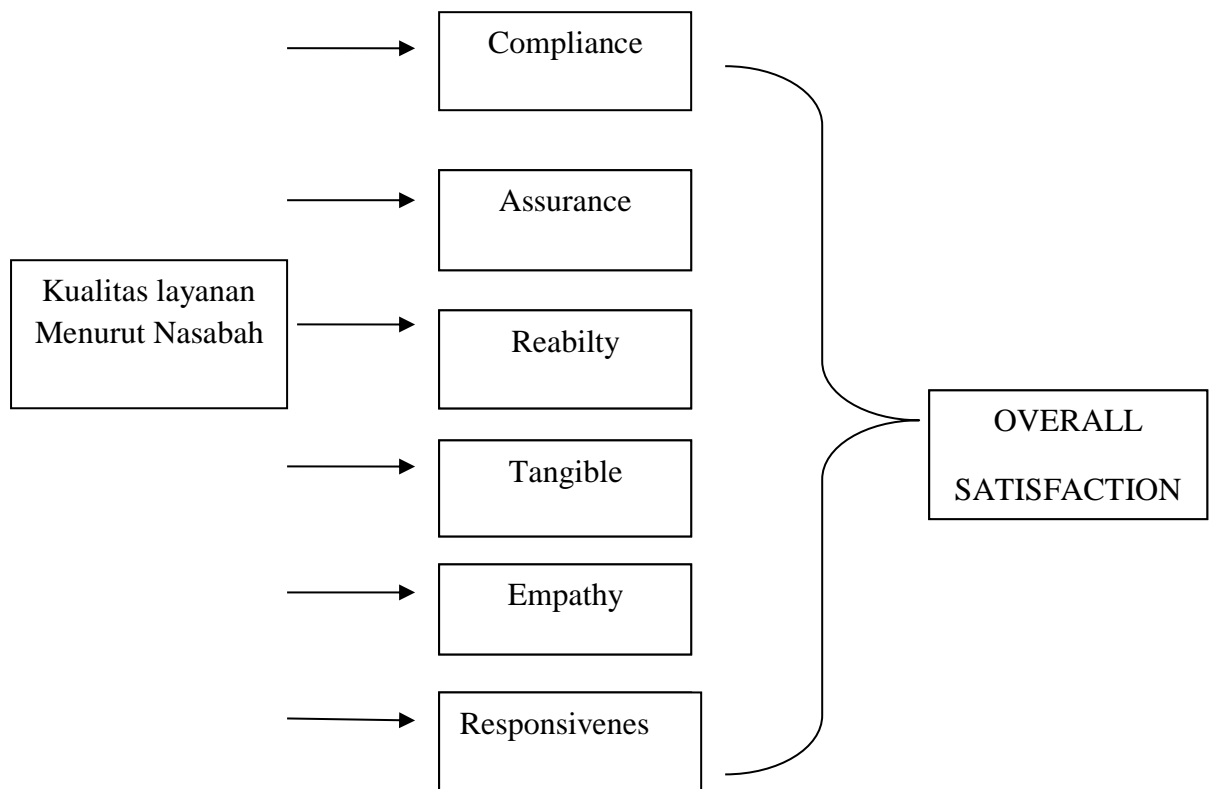 Compliance
Assurance
Kualitas layanan
Menurut Nasabah
Reabilty
Tangible
Empathy
Responsivenes
OVERALL
SATISFACTION